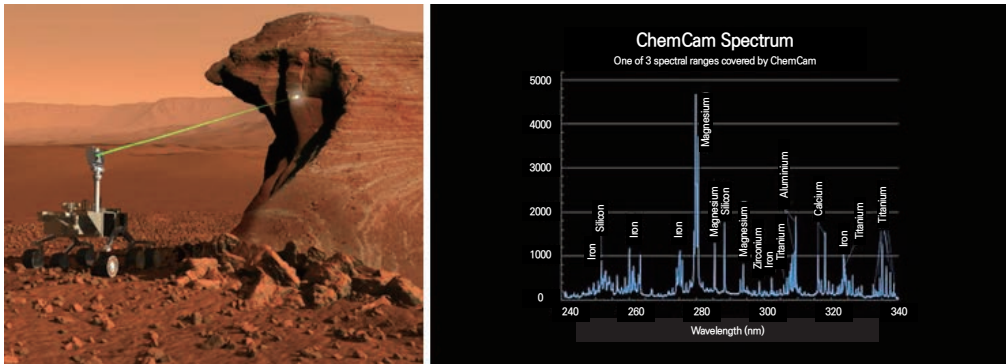 ChemCam Spectrum
One of 3 spectral ranges covered by ChemCam
5000
4000
3000
2000
1000
0
Iron
Silicon
Iron
Iron
Magnesium
Magnesium
Silicon
Magnesium
Zirconium
Iron
Titanium
Aluminium
Calcium
Iron
Titanium
Titanium
240
260
280
300
310
320
340
Wavelength (nm)